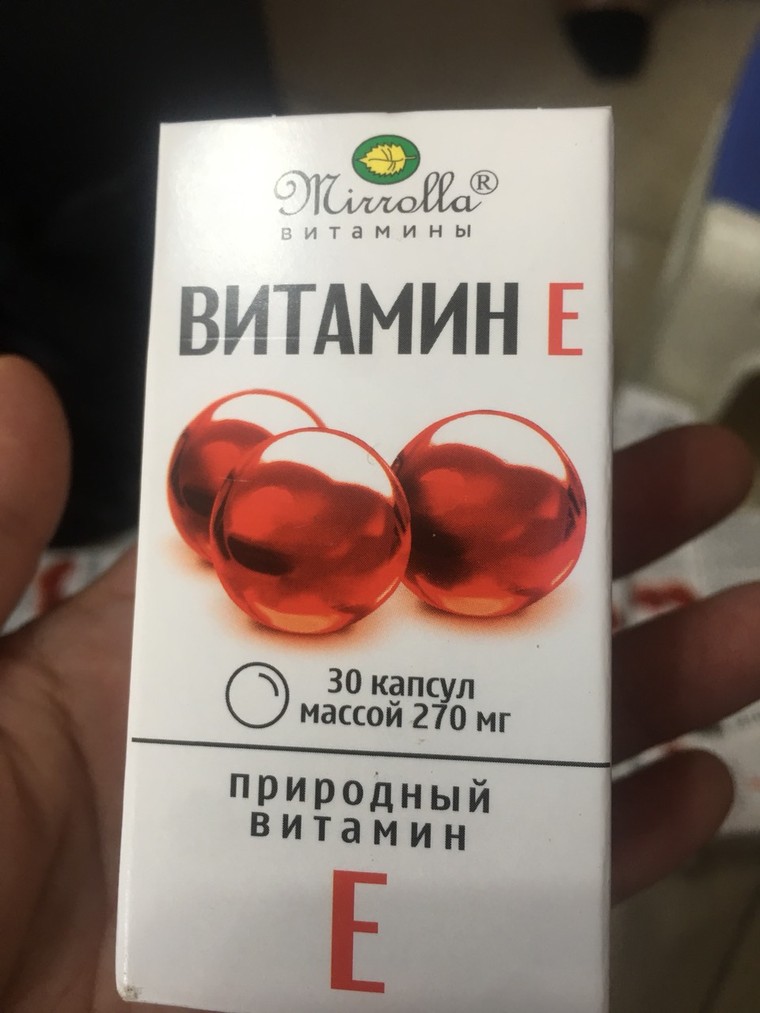 Mirrolla®
витамины
ВИТАМИН Е
30 капсул
массой 270 мг
природный
витамин
Е